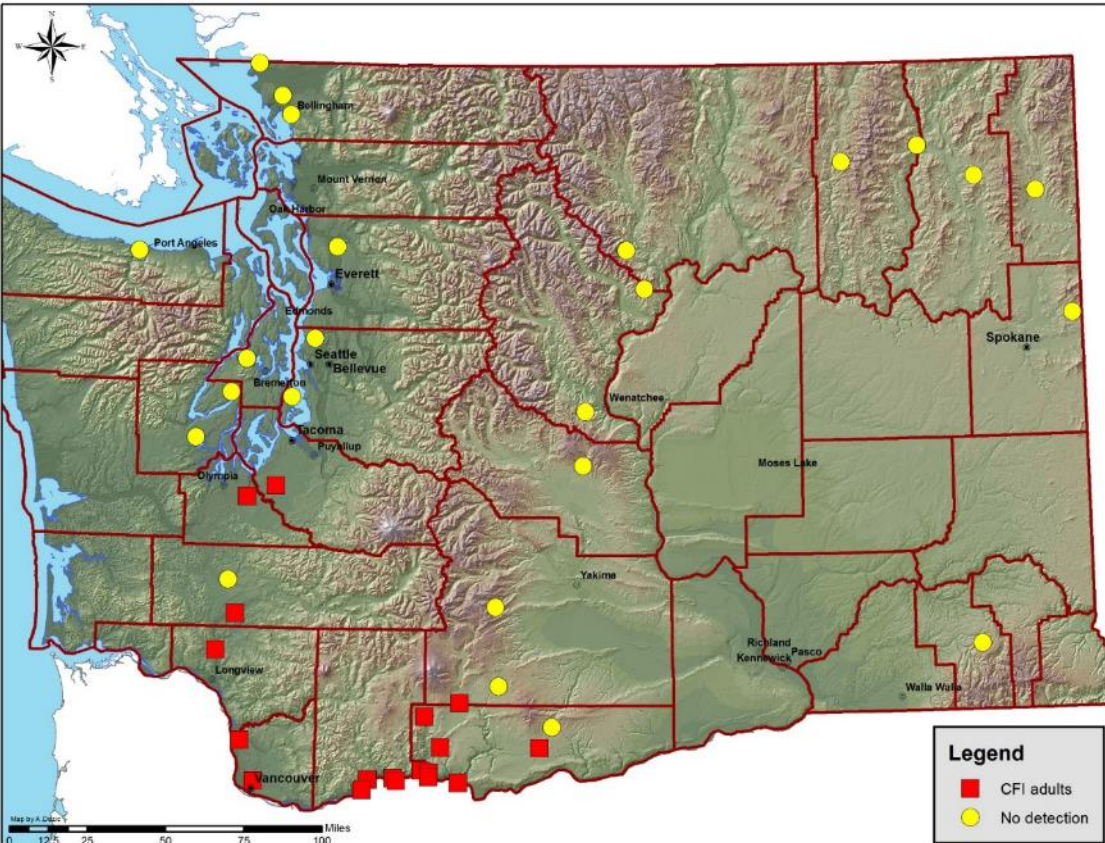 N
W E
S
Bellingham
Mount Vernon
Oak Harbor
Port Angeles
Everett
Edmonds
Seattle
Bellevue
Bremerton
Spokane
Wenatchee
Tacoma
Puyallup
Moses Lake
Olympia
Yakima
Richland
Pasco
Kennewick
Longview
Walla Walla
Vancouver
Legend
CFI adults
No detection
Miles
0 12.5 25 50 75 100